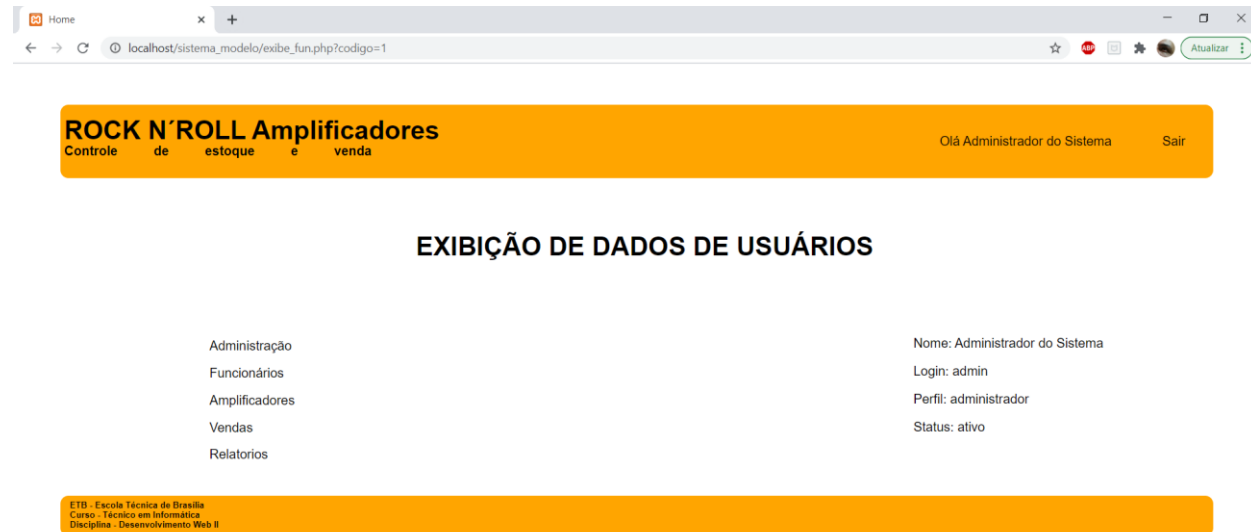 Home
localhost/sistema_modelo/exibe_fun.php?codigo=1
ABP
Atualizar
ROCK N´ROLL Amplificadores
Controle de estoque e venda
Olá Administrador do Sistema
Sair
EXIBIÇÃO DE DADOS DE USUÁRIOS
Administração
Funcionários
Amplificadores
Vendas
Relatorios
Nome: Administrador do Sistema
Login: admin
Perfil: administrador
Status: ativo
ETB - Escola Técnica de Brasília
Curso - Técnico em Informática
Disciplina - Desenvolvimento Web II